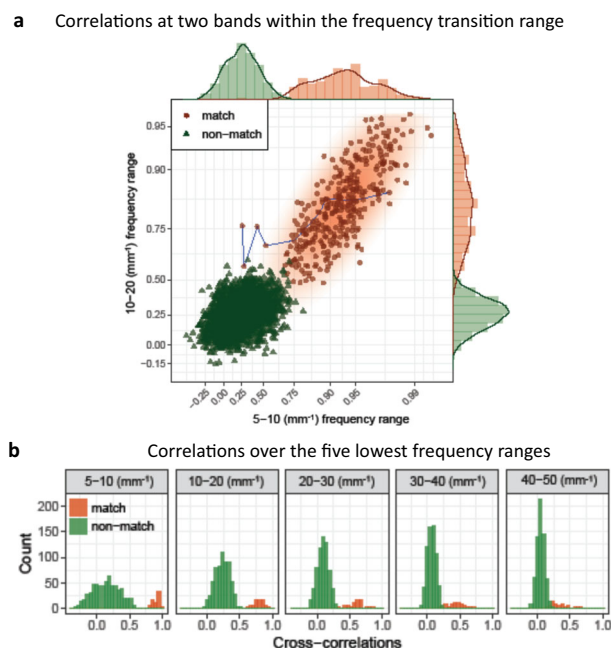 a Correlations at two bands within the frequency transition range
match
non−match
10−20 (mm⁻¹) frequency range
0.95
0.90
0.75
0.50
0.25
0.00
−0.15
−0.25
0.00
0.25
0.50
0.75
0.90
0.95
0.99
5−10 (mm⁻¹) frequency range
b Correlations over the five lowest frequency ranges
5−10 (mm⁻¹) 10−20 (mm⁻¹) 20−30 (mm⁻¹) 30−40 (mm⁻¹) 40−50 (mm⁻¹)
match
non−match
Count
200
150
100
50
0
0.0 0.5 1.0 0.0 0.5 1.0 0.0 0.5 1.0 0.0 0.5 1.0 0.0 0.5 1.0
Cross−correlations